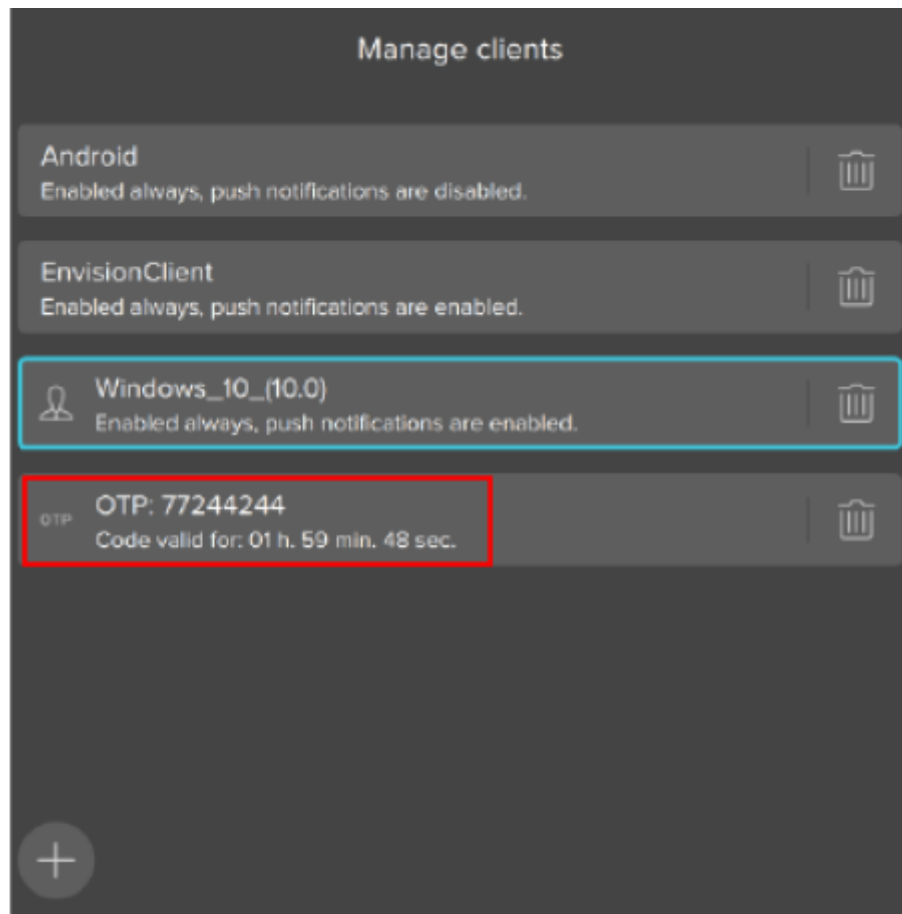 Manage clients
Android
Enabled always, push notifications are disabled.
EnvisionClient
Enabled always, push notifications are enabled.
Windows_10_(10.0)
Enabled always, push notifications are enabled.
OTP OTP: 77244244
Code valid for: 01 h. 59 min. 48 sec.